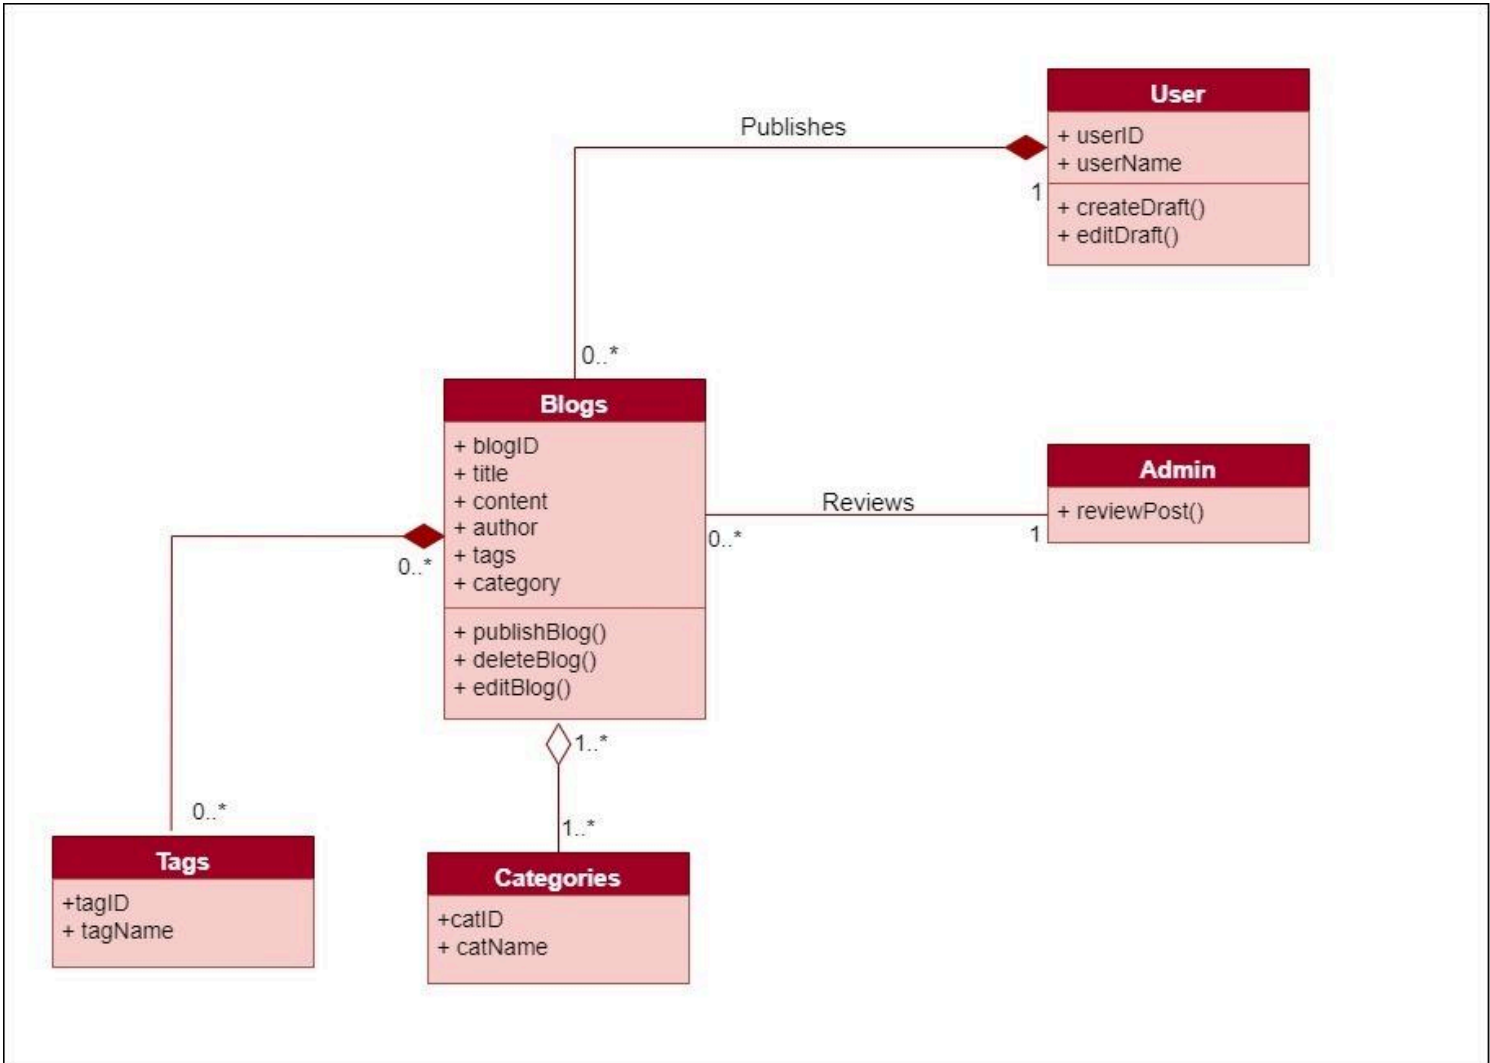 User
+ userID
+ userName
+ createDraft()
+ editDraft()
Publishes
1
0..*
Blogs
+ blogID
+ title
+ content
+ author
+ tags
+ category
+ publishBlog()
+ deleteBlog()
+ editBlog()
Admin
+ reviewPost()
Reviews
0..*
1
0..*
0..*
1..*
1..*
Tags
+tagID
+ tagName
Categories
+catID
+ catName